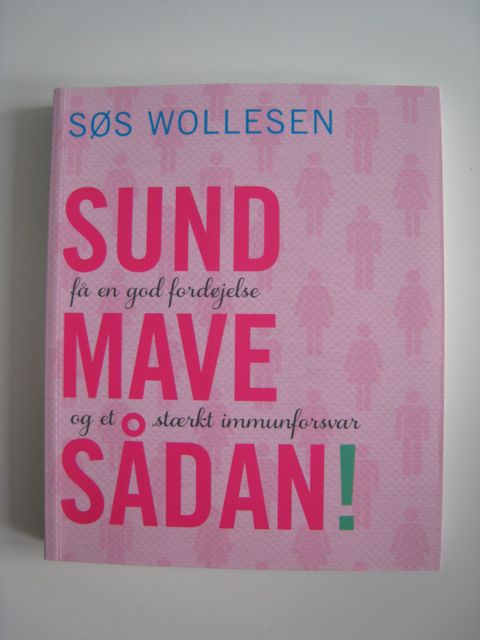 SØS WOLLESEN
SUND
få en god fordøjelse
MAVE
og et stærkt immunforsvar
SÅDAN!